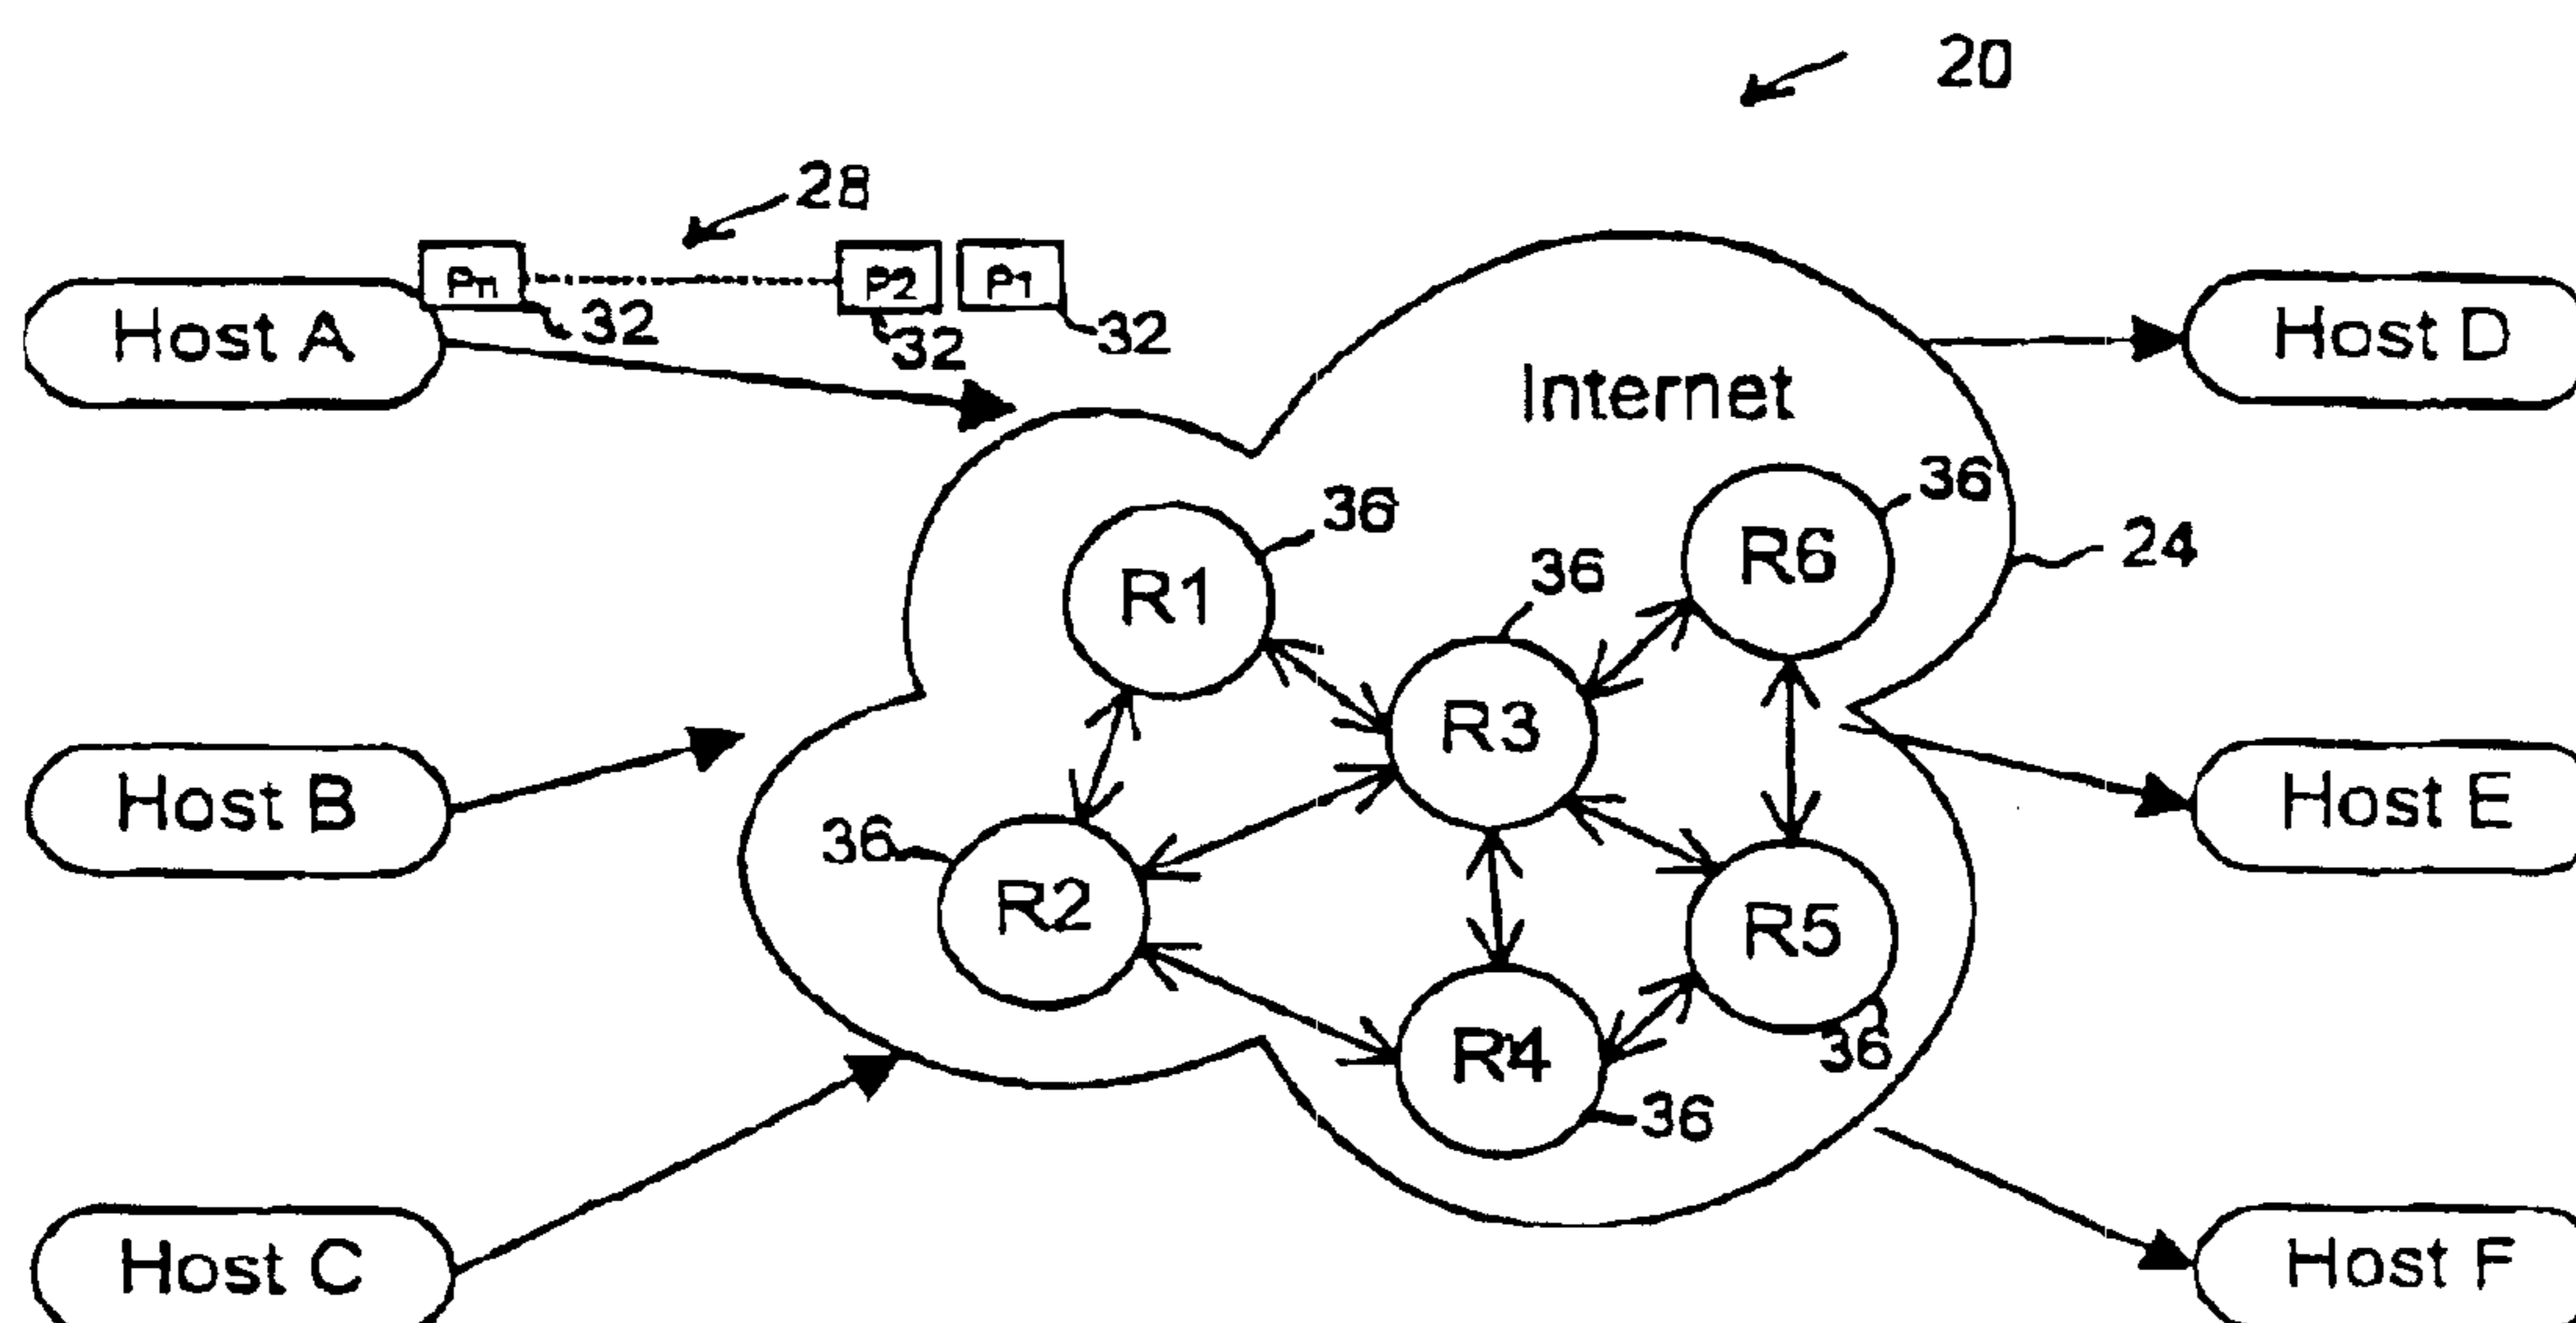 20
28
Pn
P2
P1
32
32
32
Host A
Host D
Internet
36
36
36
24
R1
R6
R3
Host B
Host E
36
R2
R5
36
R4
36
Host C
Host F